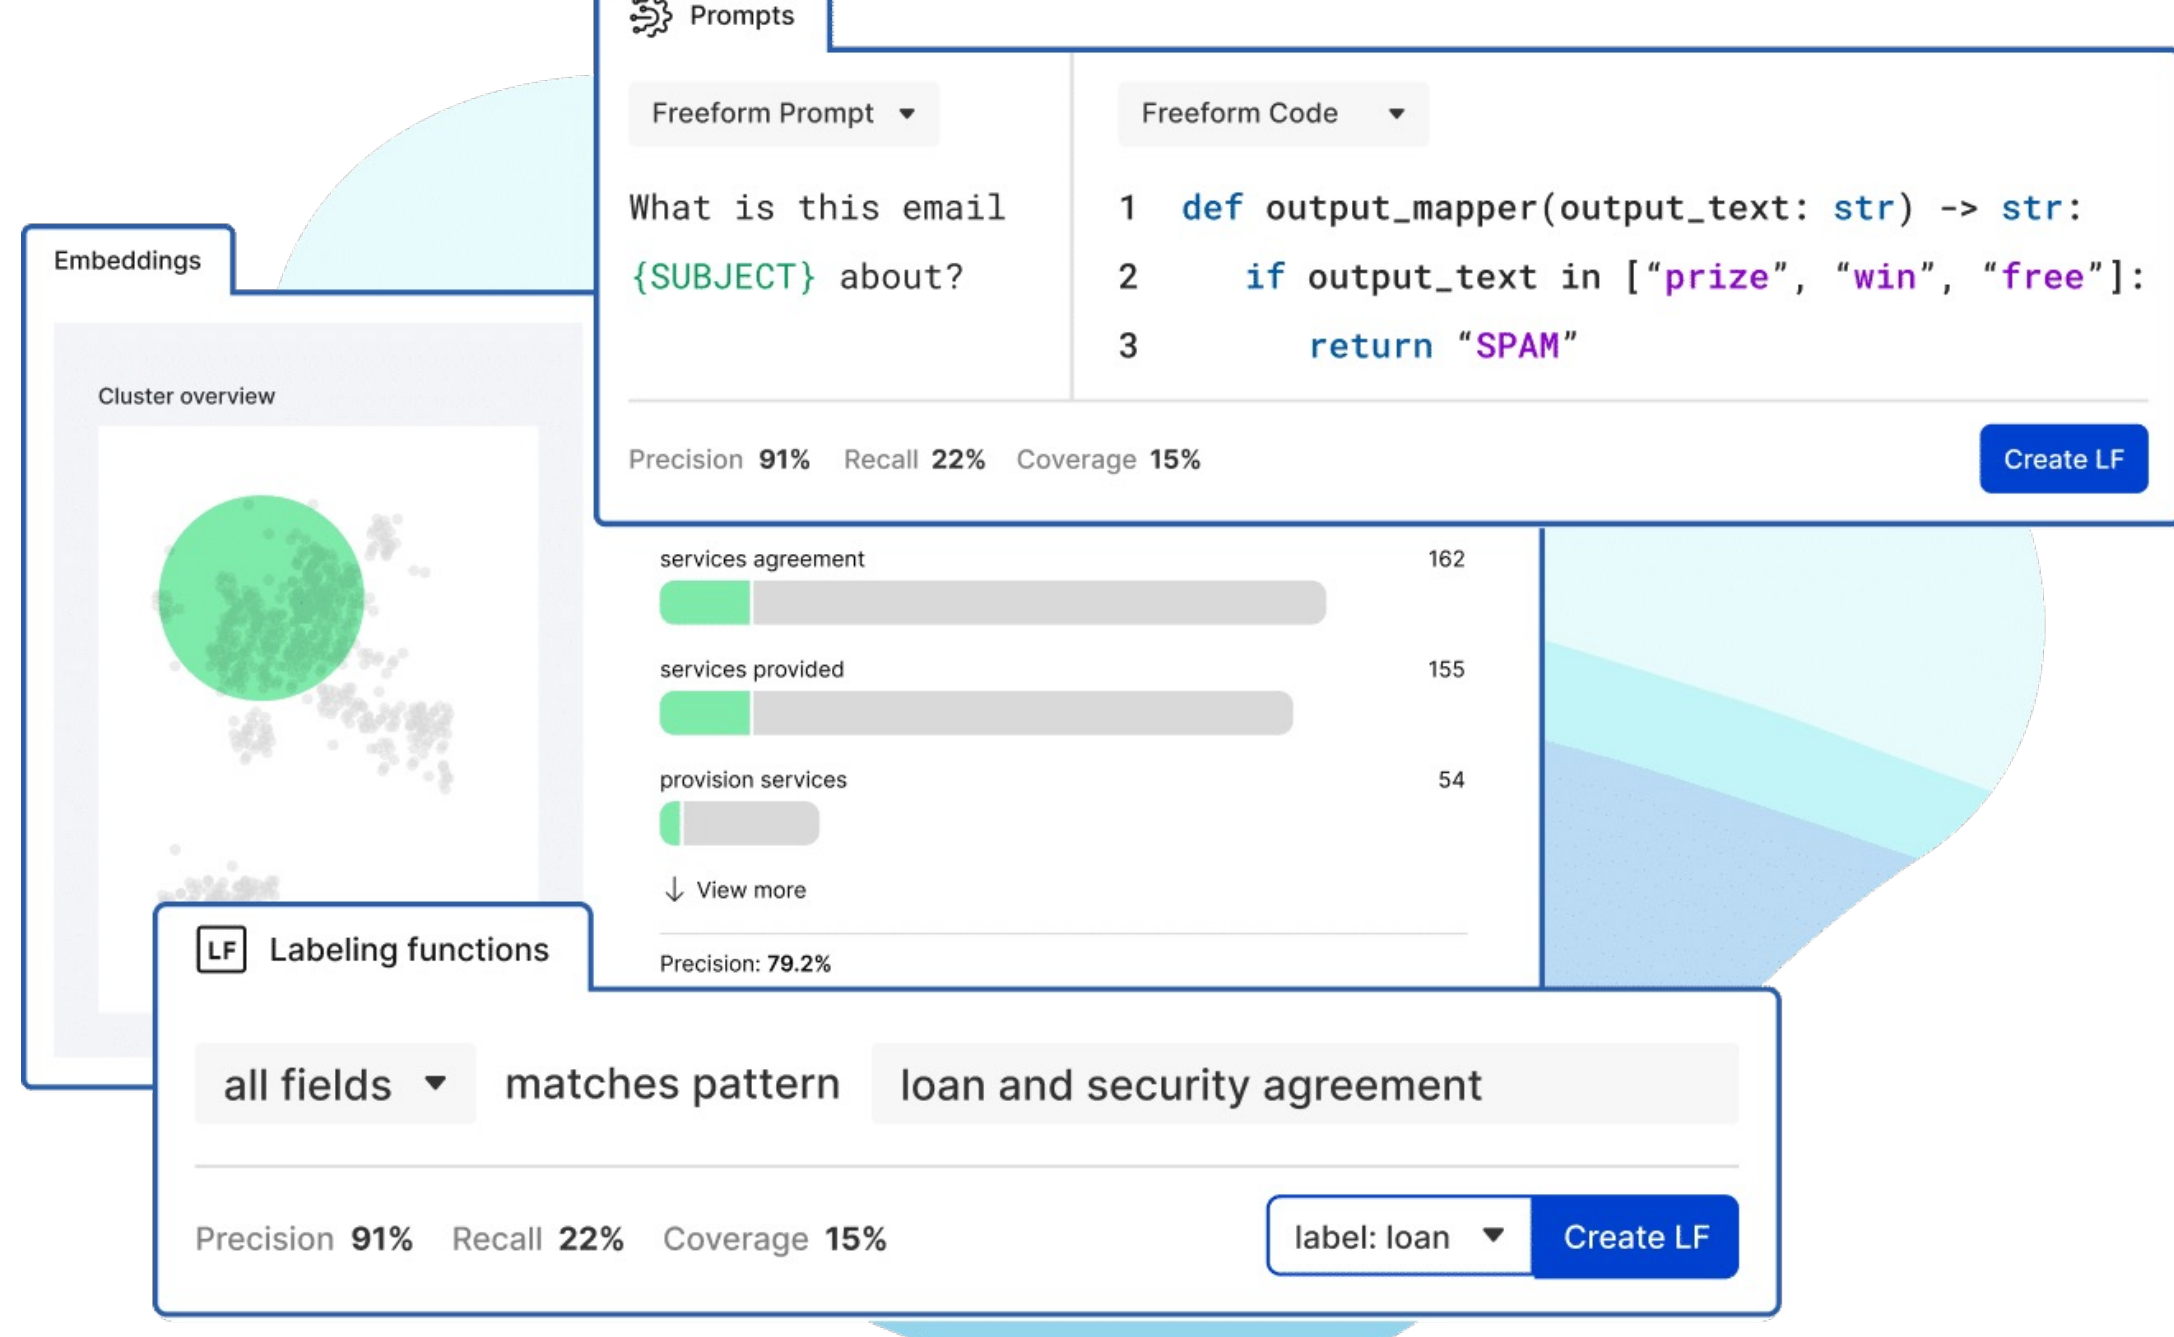 Prompts
Freeform Prompt
What is this email
{SUBJECT} about?
Freeform Code
1 def output_mapper(output_text: str) -> str:
2 if output_text in [“prize”, “win”, “free”]:
3 return “SPAM”
Precision 91% Recall 22% Coverage 15%
Create LF
Embeddings
Cluster overview
services agreement 162
services provided 155
provision services 54
View more
Precision: 79.2%
LF Labeling functions
all fields matches pattern loan and security agreement
Precision 91% Recall 22% Coverage 15%
label: loan Create LF